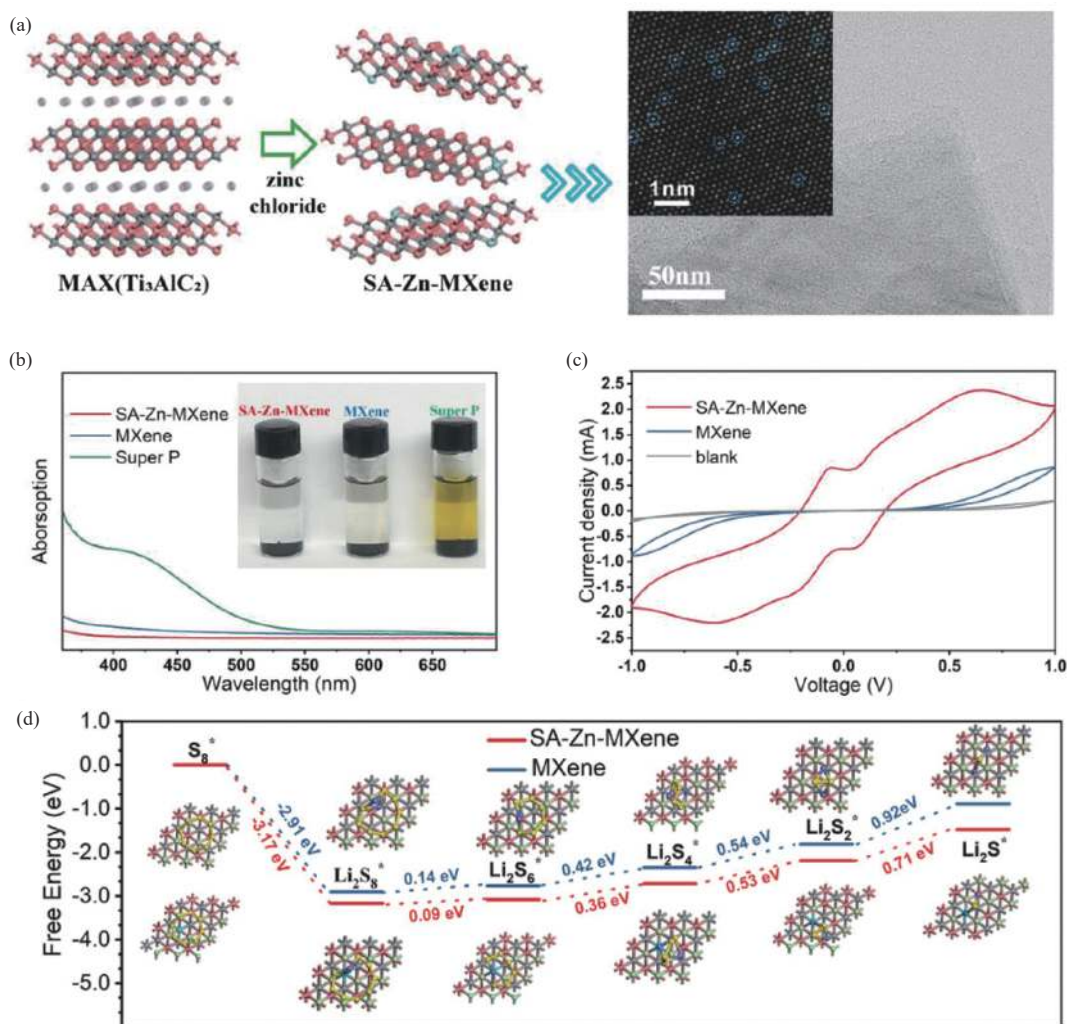 (a)
MAX(Ti₃AlC₂)
zinc
chloride
SA-Zn-MXene
1nm
50nm
(b)
SA-Zn-MXene
MXene
Super P
SA-Zn-MXene
MXene
Super P
Aborsoption
400
450
500
550
600
650
Wavelength (nm)
(c)
SA-Zn-MXene
MXene
blank
2.5
2.0
1.5
1.0
0.5
0.0
-0.5
-1.0
-1.5
-2.0
-2.5
Current density (mA)
-1.0
-0.5
0.0
0.5
1.0
Voltage (V)
(d)
1.0
0.0
-1.0
-2.0
-3.0
-4.0
-5.0
Free Energy (eV)
SA-Zn-MXene
MXene
S₈*
-2.91 eV
-3.17 eV
Li₂S₈*
0.14 eV
0.09 eV
Li₂S₆*
0.42 eV
0.36 eV
Li₂S₄*
0.54 eV
0.53 eV
Li₂S₂*
0.92eV
0.71 eV
Li₂S*